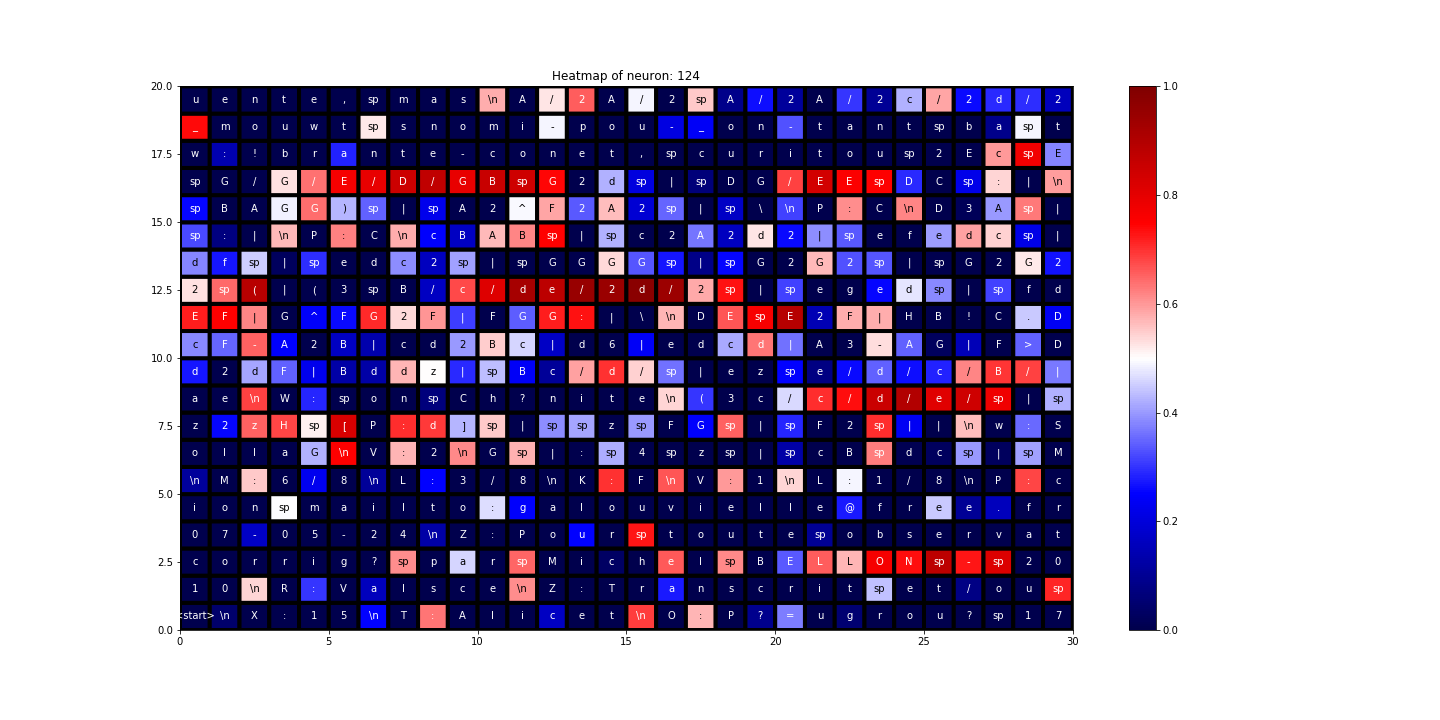 Heatmap of neuron: 124
20.0 u e n t e , sp m a s \n A / 2 A / 2 sp A / 2 A / 2 c / 2 d / 2 1.0
_ m o u w t sp s n o m i - p o u - _ o n - t a n t sp b a sp t
17.5 w : ! b r a n t e - c o n e t , sp c u r i t o u sp 2 E c sp E
sp G / G / E / D / G B sp G 2 d sp | sp D G / E E sp D C sp : | \n 0.8
15.0 sp B A G G ) sp | sp A 2 ^ F 2 A 2 sp | sp \ \n P : C \n D 3 A sp |
sp : | \n P : C \n c B A B sp | sp c 2 A 2 d 2 | sp e f e d c sp |
d f sp | sp e d c 2 sp | sp G G G G sp | sp G 2 G 2 sp | sp G 2 G 2
12.5 2 sp ( | ( 3 sp B / c / d e / 2 d / 2 sp | sp e g e d sp | sp f d 0.6
E F | G ^ F G 2 F | F G G : | \ \n D E sp E 2 F | H B ! C . D
10.0 c F - A 2 B | c d 2 B c | d 6 | e d c d | A 3 - A G | F > D
d 2 d F | B d d z | sp B c / d / sp | e z sp e / d / c / B / | 0.4
a e \n W : sp o n sp C h ? n i t e \n ( 3 c / c / d / e / sp | sp
7.5 z 2 z H sp [ P : d ] sp | sp sp z sp F G sp | sp F 2 sp | | \n w : S
o l l a G \n V : 2 \n G sp | : sp 4 sp z sp | sp c B sp d c sp | sp M
5.0 \n M : 6 / 8 \n L : 3 / 8 \n K : F \n V : 1 \n L : 1 / 8 \n P : c
i o n sp m a i l t o : g a l o u v i e l l e @ f r e e . f r 0.2
0 7 - 0 5 - 2 4 \n Z : P o u r sp t o u t e sp o b s e r v a t
2.5 c o r r i g ? sp p a r sp M i c h e l sp B E L L O N sp - sp 2 0
1 0 \n R : V a l s c e \n Z : T r a n s c r i t sp e t / o u sp
0.0 <start> \n X : 1 5 \n T : A l i c e t \n O : P ? = u g r o u ? sp 1 7 0.0
0 5 10 15 20 25 30